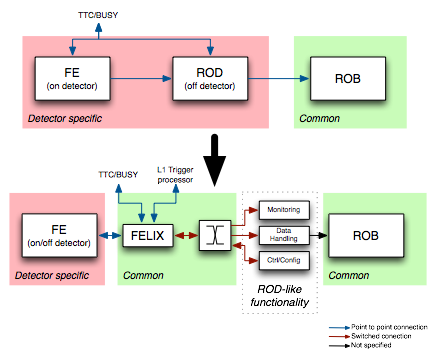 TTC/BUSY
FE
(on detector)
ROD
(off detector)
ROB
Detector specific
Common
TTC/BUSY
L1 Trigger
processor
FE
(on/off detector)
FELIX
Monitoring
Data
Handling
Ctrl/Config
ROB
Detector specific
Common
ROD-like
functionality
Common
Point to point connection
Switched conection
Not specified